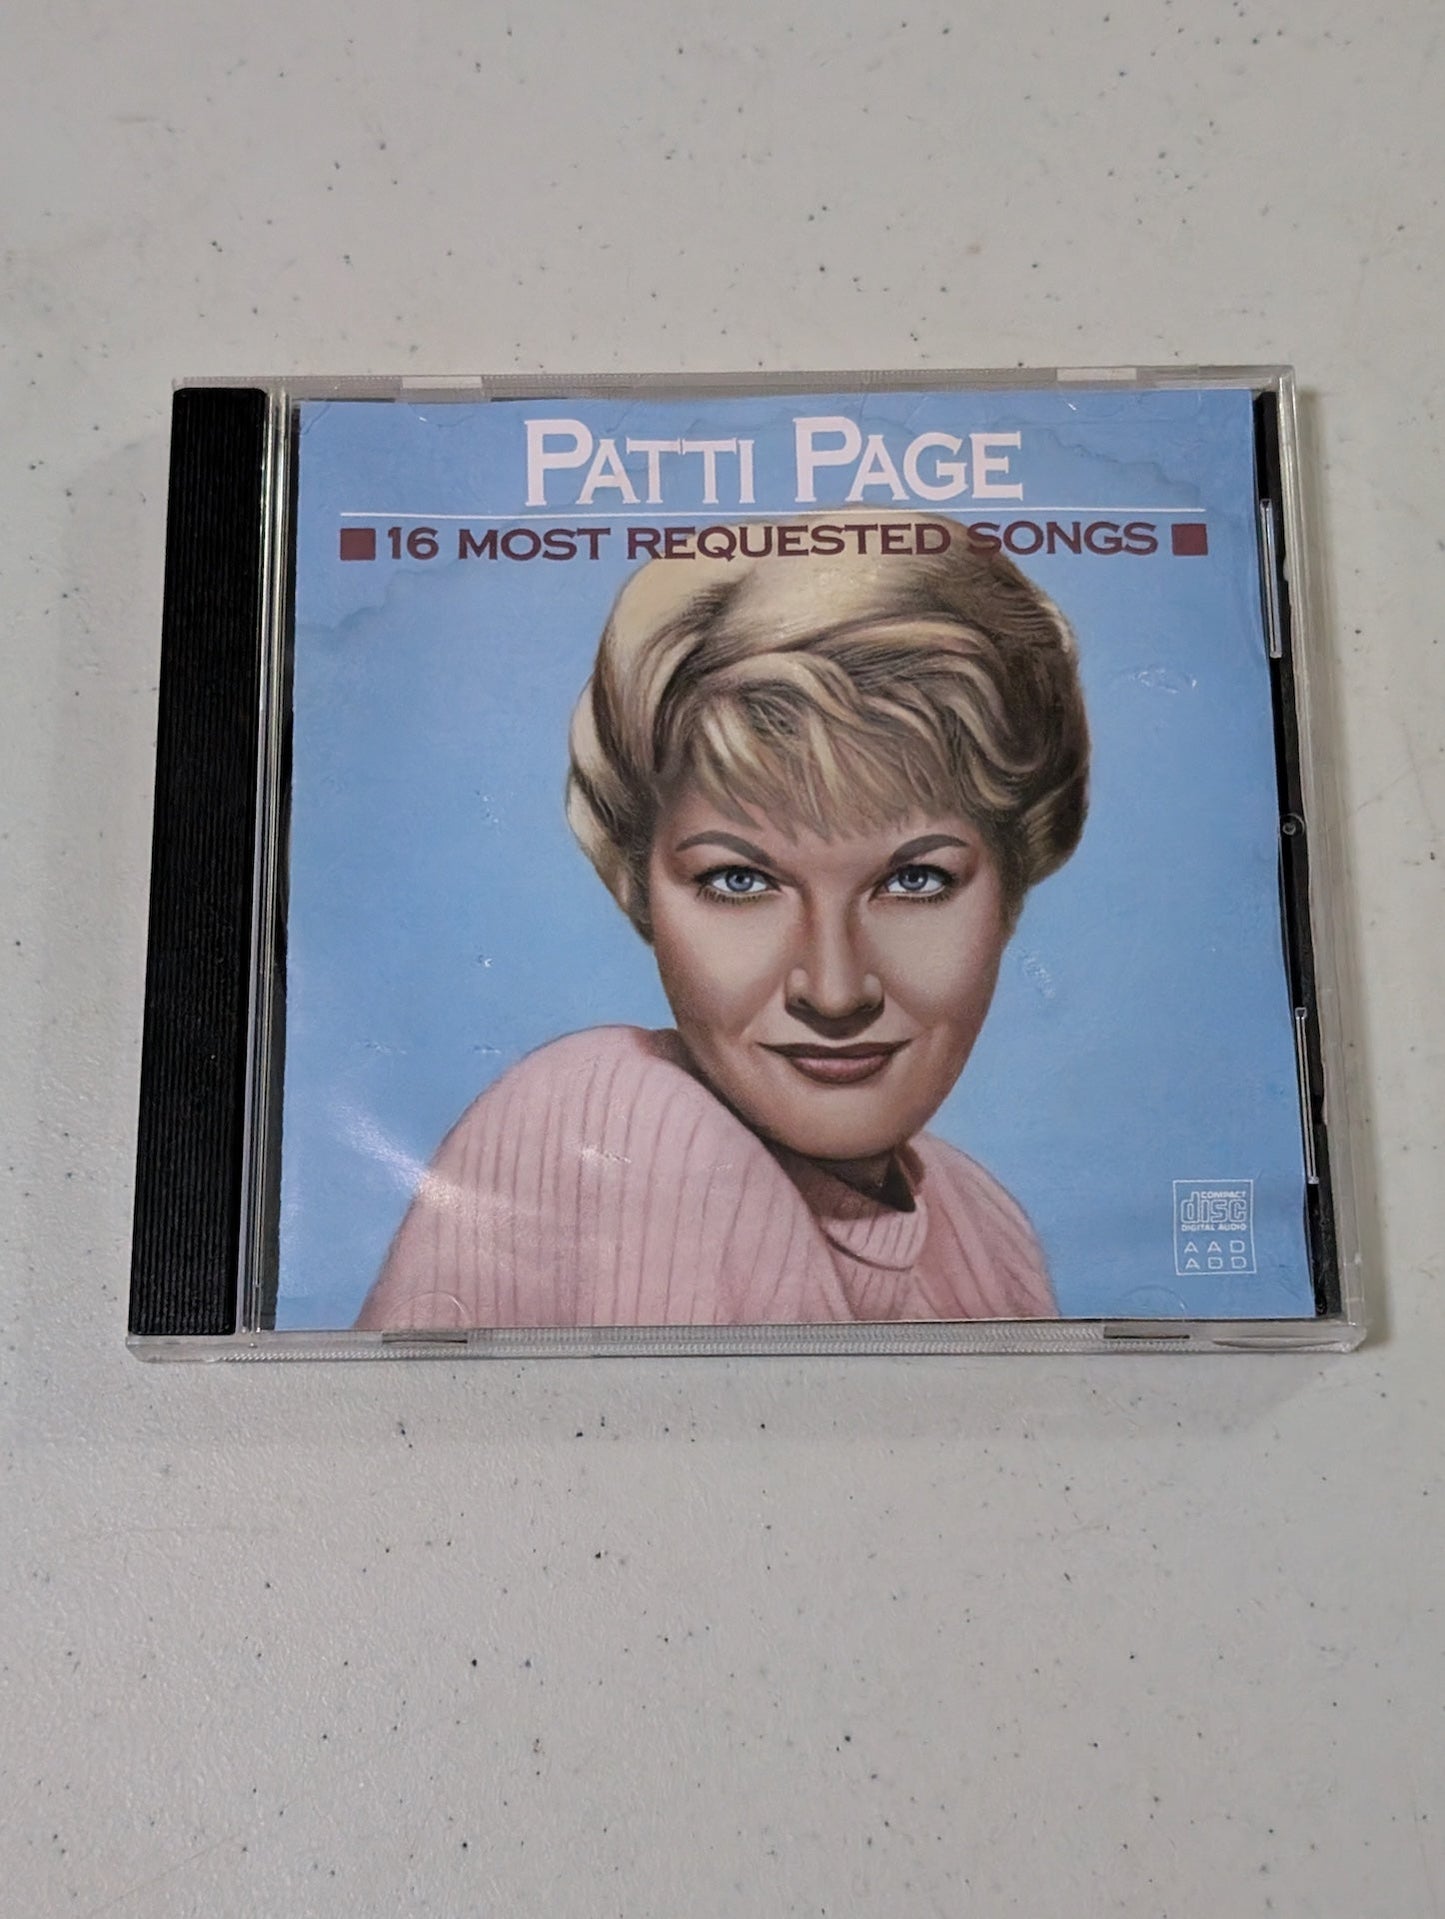 PATTI PAGE
16 MOST REQUESTED SONGS
COMPACT
disc
DIGITAL AUDIO
AAD
ADD